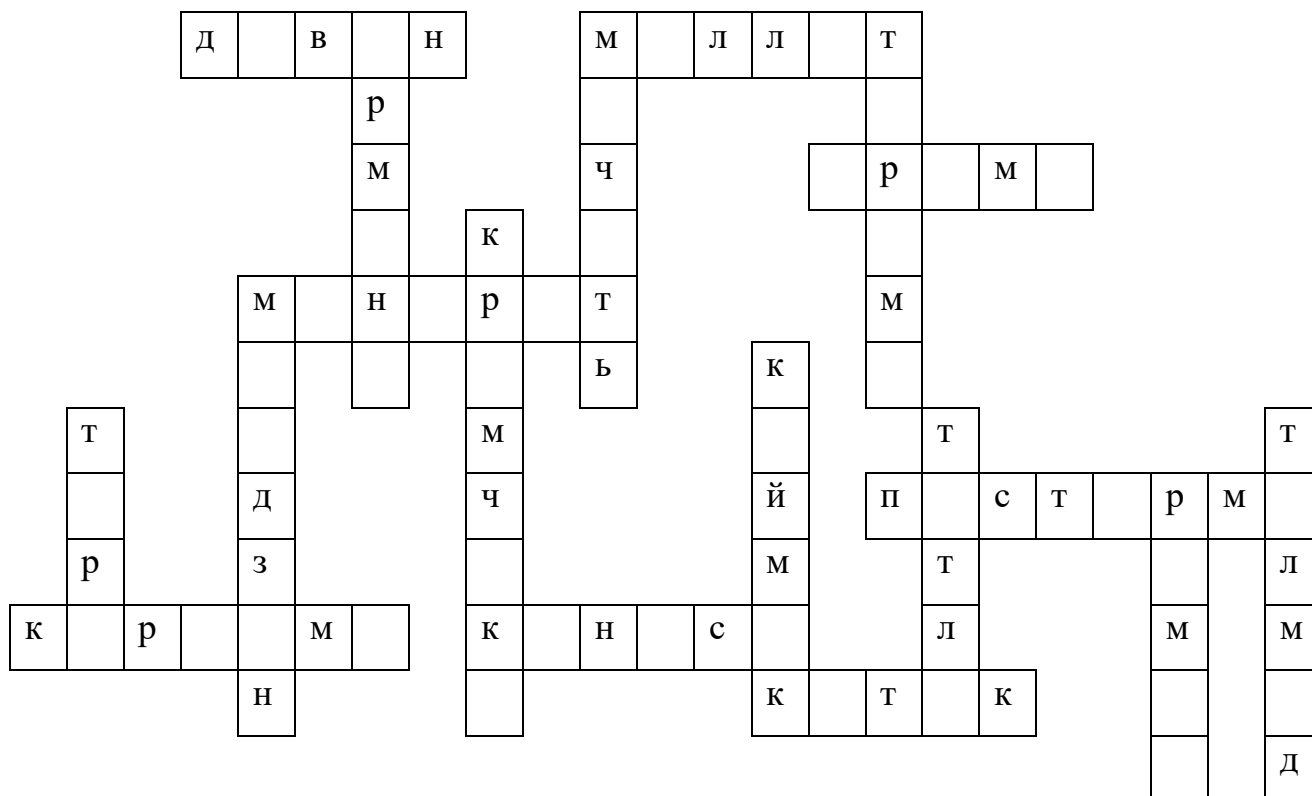 д в н м л л т
р
м ч р м
к
м н р т м
ь к
т м т т
д ч й п с т р м
р з м т л
к р м к н с л м м
н к т к
д